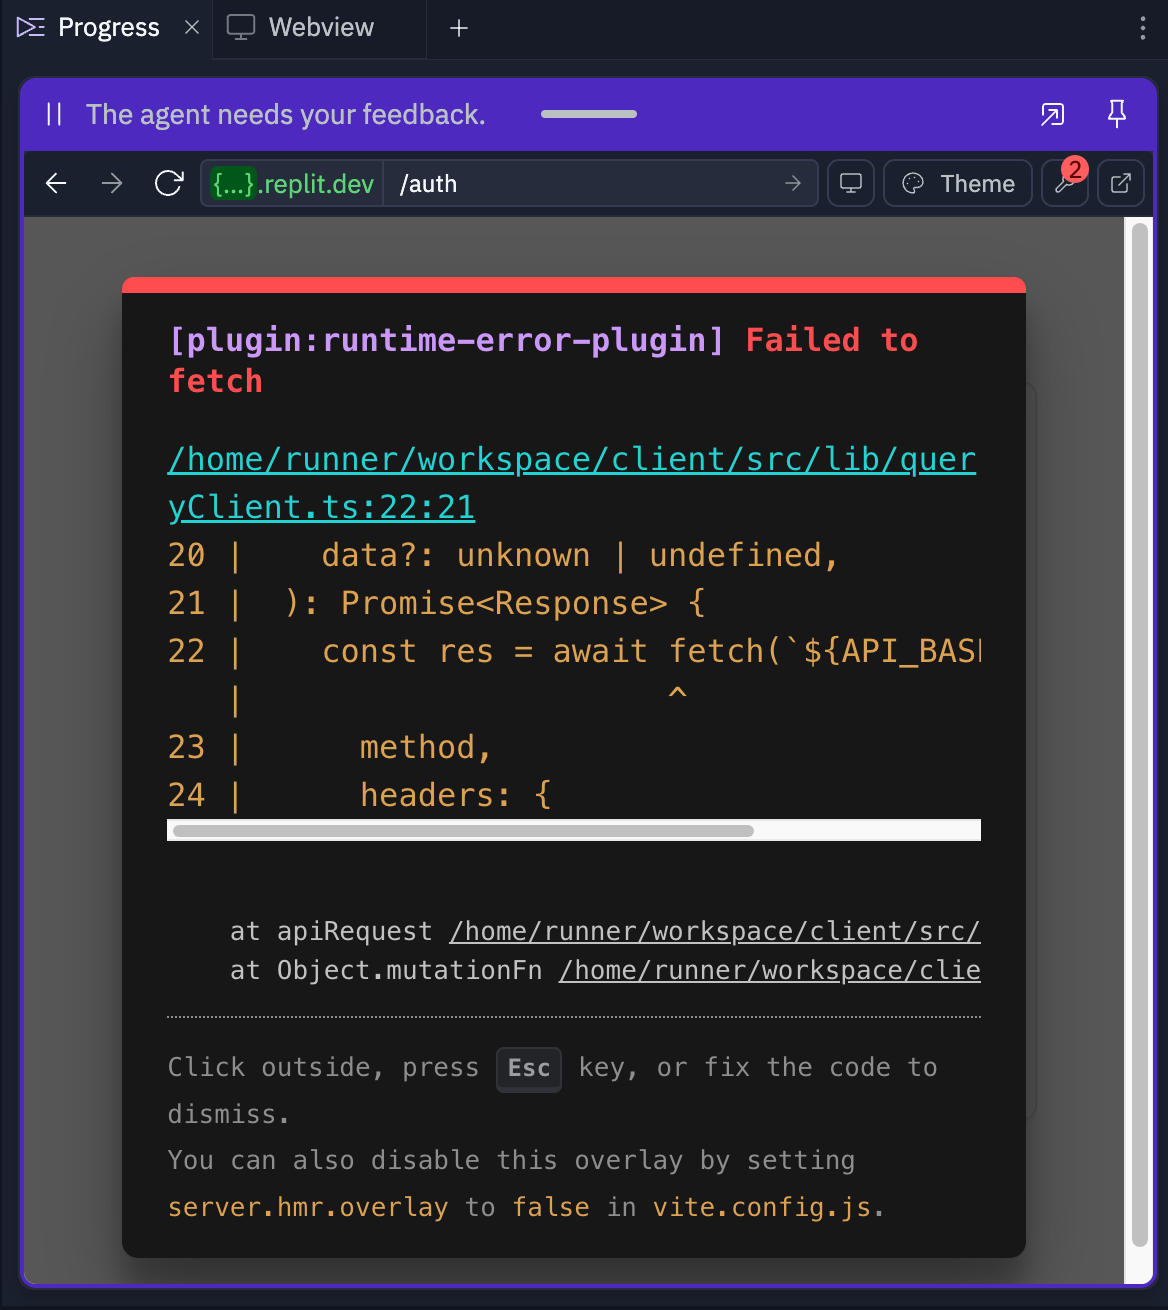 Progress
Webview
The agent needs your feedback.
{...}.replit.dev /auth
Theme
2
[plugin:runtime-error-plugin] Failed to
fetch
/home/runner/workspace/client/src/lib/quer
yClient.ts:22:21
20 |    data?: unknown | undefined,
21 |  ): Promise<Response> {
22 |    const res = await fetch(`${API_BAS
   |                      ^
23 |      method,
24 |      headers: {
at apiRequest /home/runner/workspace/client/src/
at Object.mutationFn /home/runner/workspace/clie
Click outside, press Esc key, or fix the code to
dismiss.
You can also disable this overlay by setting
server.hmr.overlay to false in vite.config.js.